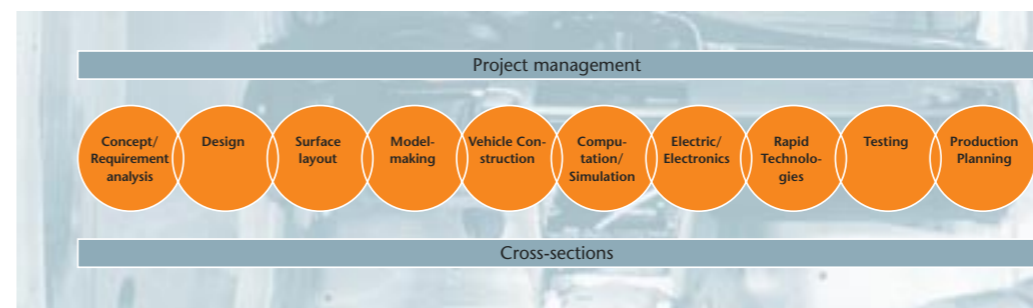 Project management
Concept/
Requirement
analysis
Design
Surface
layout
Model-
making
Vehicle Con-
struction
Compu-
tation/
Simulation
Electric/
Electronics
Rapid
Technolo-
gies
Testing
Production
Planning
Cross-sections